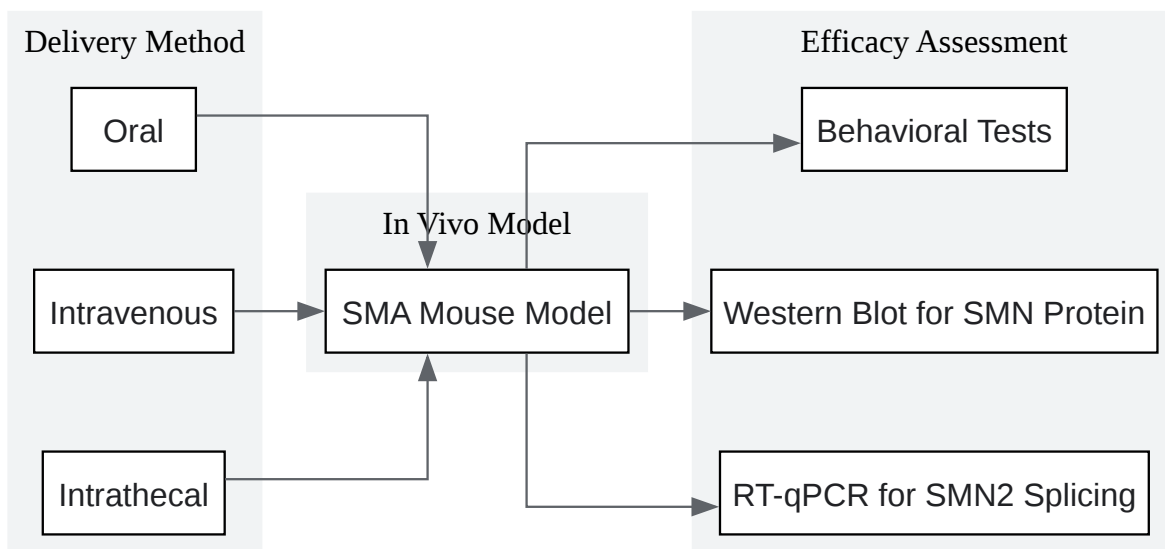 Delivery Method
Oral
Intravenous
Intrathecal
In Vivo Model
SMA Mouse Model
Efficacy Assessment
Behavioral Tests
Western Blot for SMN Protein
RT-qPCR for SMN2 Splicing